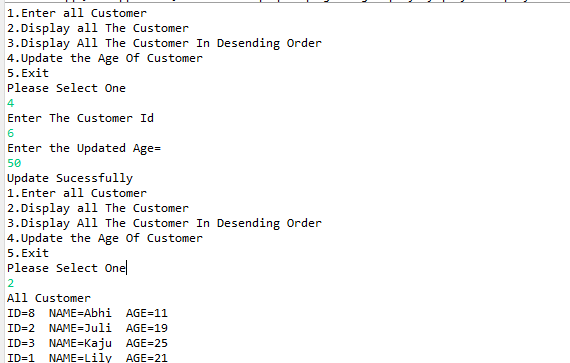 1.Enter all Customer
2.Display all The Customer
3.Display All The Customer In Desending Order
4.Update the Age Of Customer
5.Exit
Please Select One
4
Enter The Customer Id
6
Enter the Updated Age=
50
Update Sucessfully
1.Enter all Customer
2.Display all The Customer
3.Display All The Customer In Desending Order
4.Update the Age Of Customer
5.Exit
Please Select One
2
All Customer
ID=8  NAME=Abhi  AGE=11
ID=2  NAME=Juli  AGE=19
ID=3  NAME=Kaju  AGE=25
ID=1  NAME=Lily  AGE=21